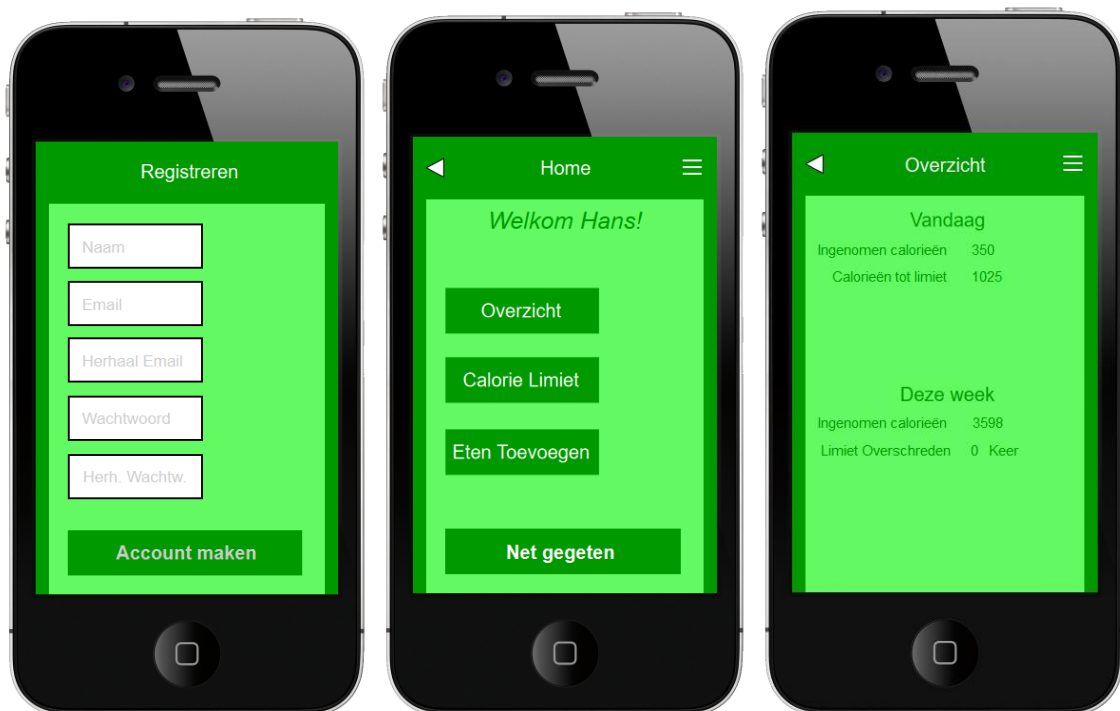 Registreren
Naam
Email
Herhaal Email
Wachtwoord
Herh. Wachtw.
Account maken
Home
Welkom Hans!
Overzicht
Calorie Limiet
Eten Toevoegen
Net gegeten
Overzicht
Vandaag
Ingenomen calorieën 350
Calorieën tot limiet 1025
Deze week
Ingenomen calorieën 3598
Limiet Overschreden 0 Keer